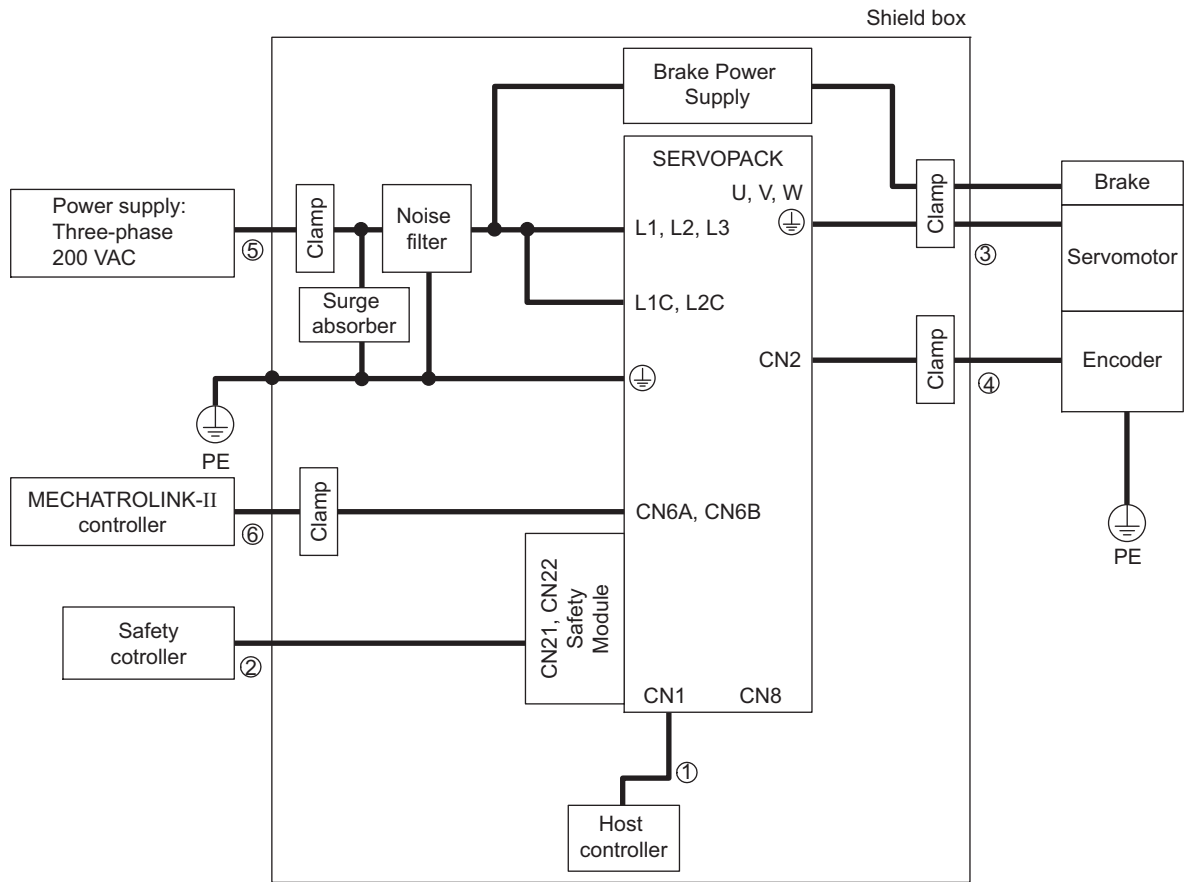 Shield box
Brake Power
Supply
SERVOPACK
U, V, W
Clamp
Brake
Power supply:
Three-phase
200 VAC
⑤
Clamp
Noise
filter
L1, L2, L3
③
Servomotor
Surge
absorber
L1C, L2C
CN2
Clamp
④
Encoder
PE
MECHATROLINK-II
controller
⑥
Clamp
CN6A, CN6B
PE
CN21, CN22
Safety
Module
Safety
cotroller
②
CN1
CN8
①
Host
controller